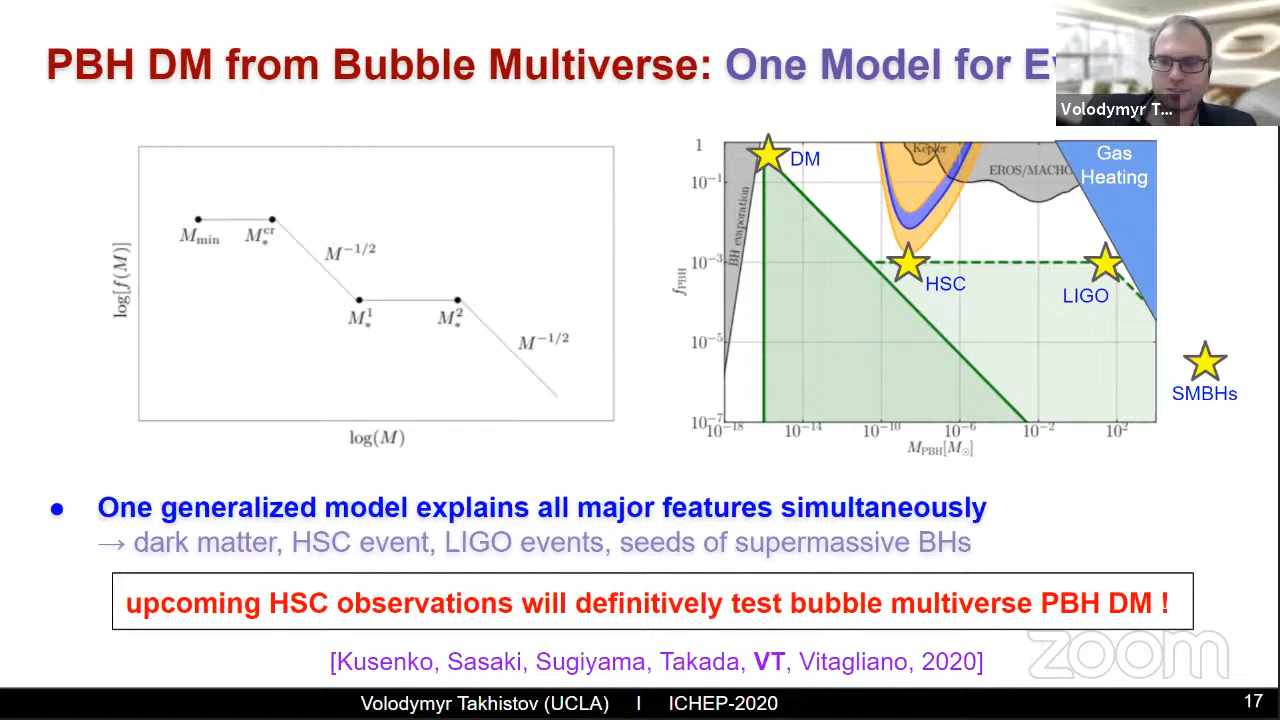 PBH DM from Bubble Multiverse: One Model for
Volodymyr T...
log[f(M)]
M_min
M_*^cr
M^{-1/2}
M_*^1
M_*^2
M^{-1/2}
log(M)
f_PBH
1
10^{-1}
10^{-3}
10^{-5}
10^{-7}
BH evaporation
DM
Kepler
EROS/MACHO
Gas
Heating
HSC
LIGO
SMBHs
10^{-18}
10^{-14}
10^{-10}
10^{-6}
10^{-2}
10^{2}
M_PBH[M_⊙]
● One generalized model explains all major features simultaneously
→ dark matter, HSC event, LIGO events, seeds of supermassive BHs
upcoming HSC observations will definitively test bubble multiverse PBH DM !
[Kusenko, Sasaki, Sugiyama, Takada, VT, Vitagliano, 2020]
zoom
Volodymyr Takhistov (UCLA) I ICHEP-2020
17